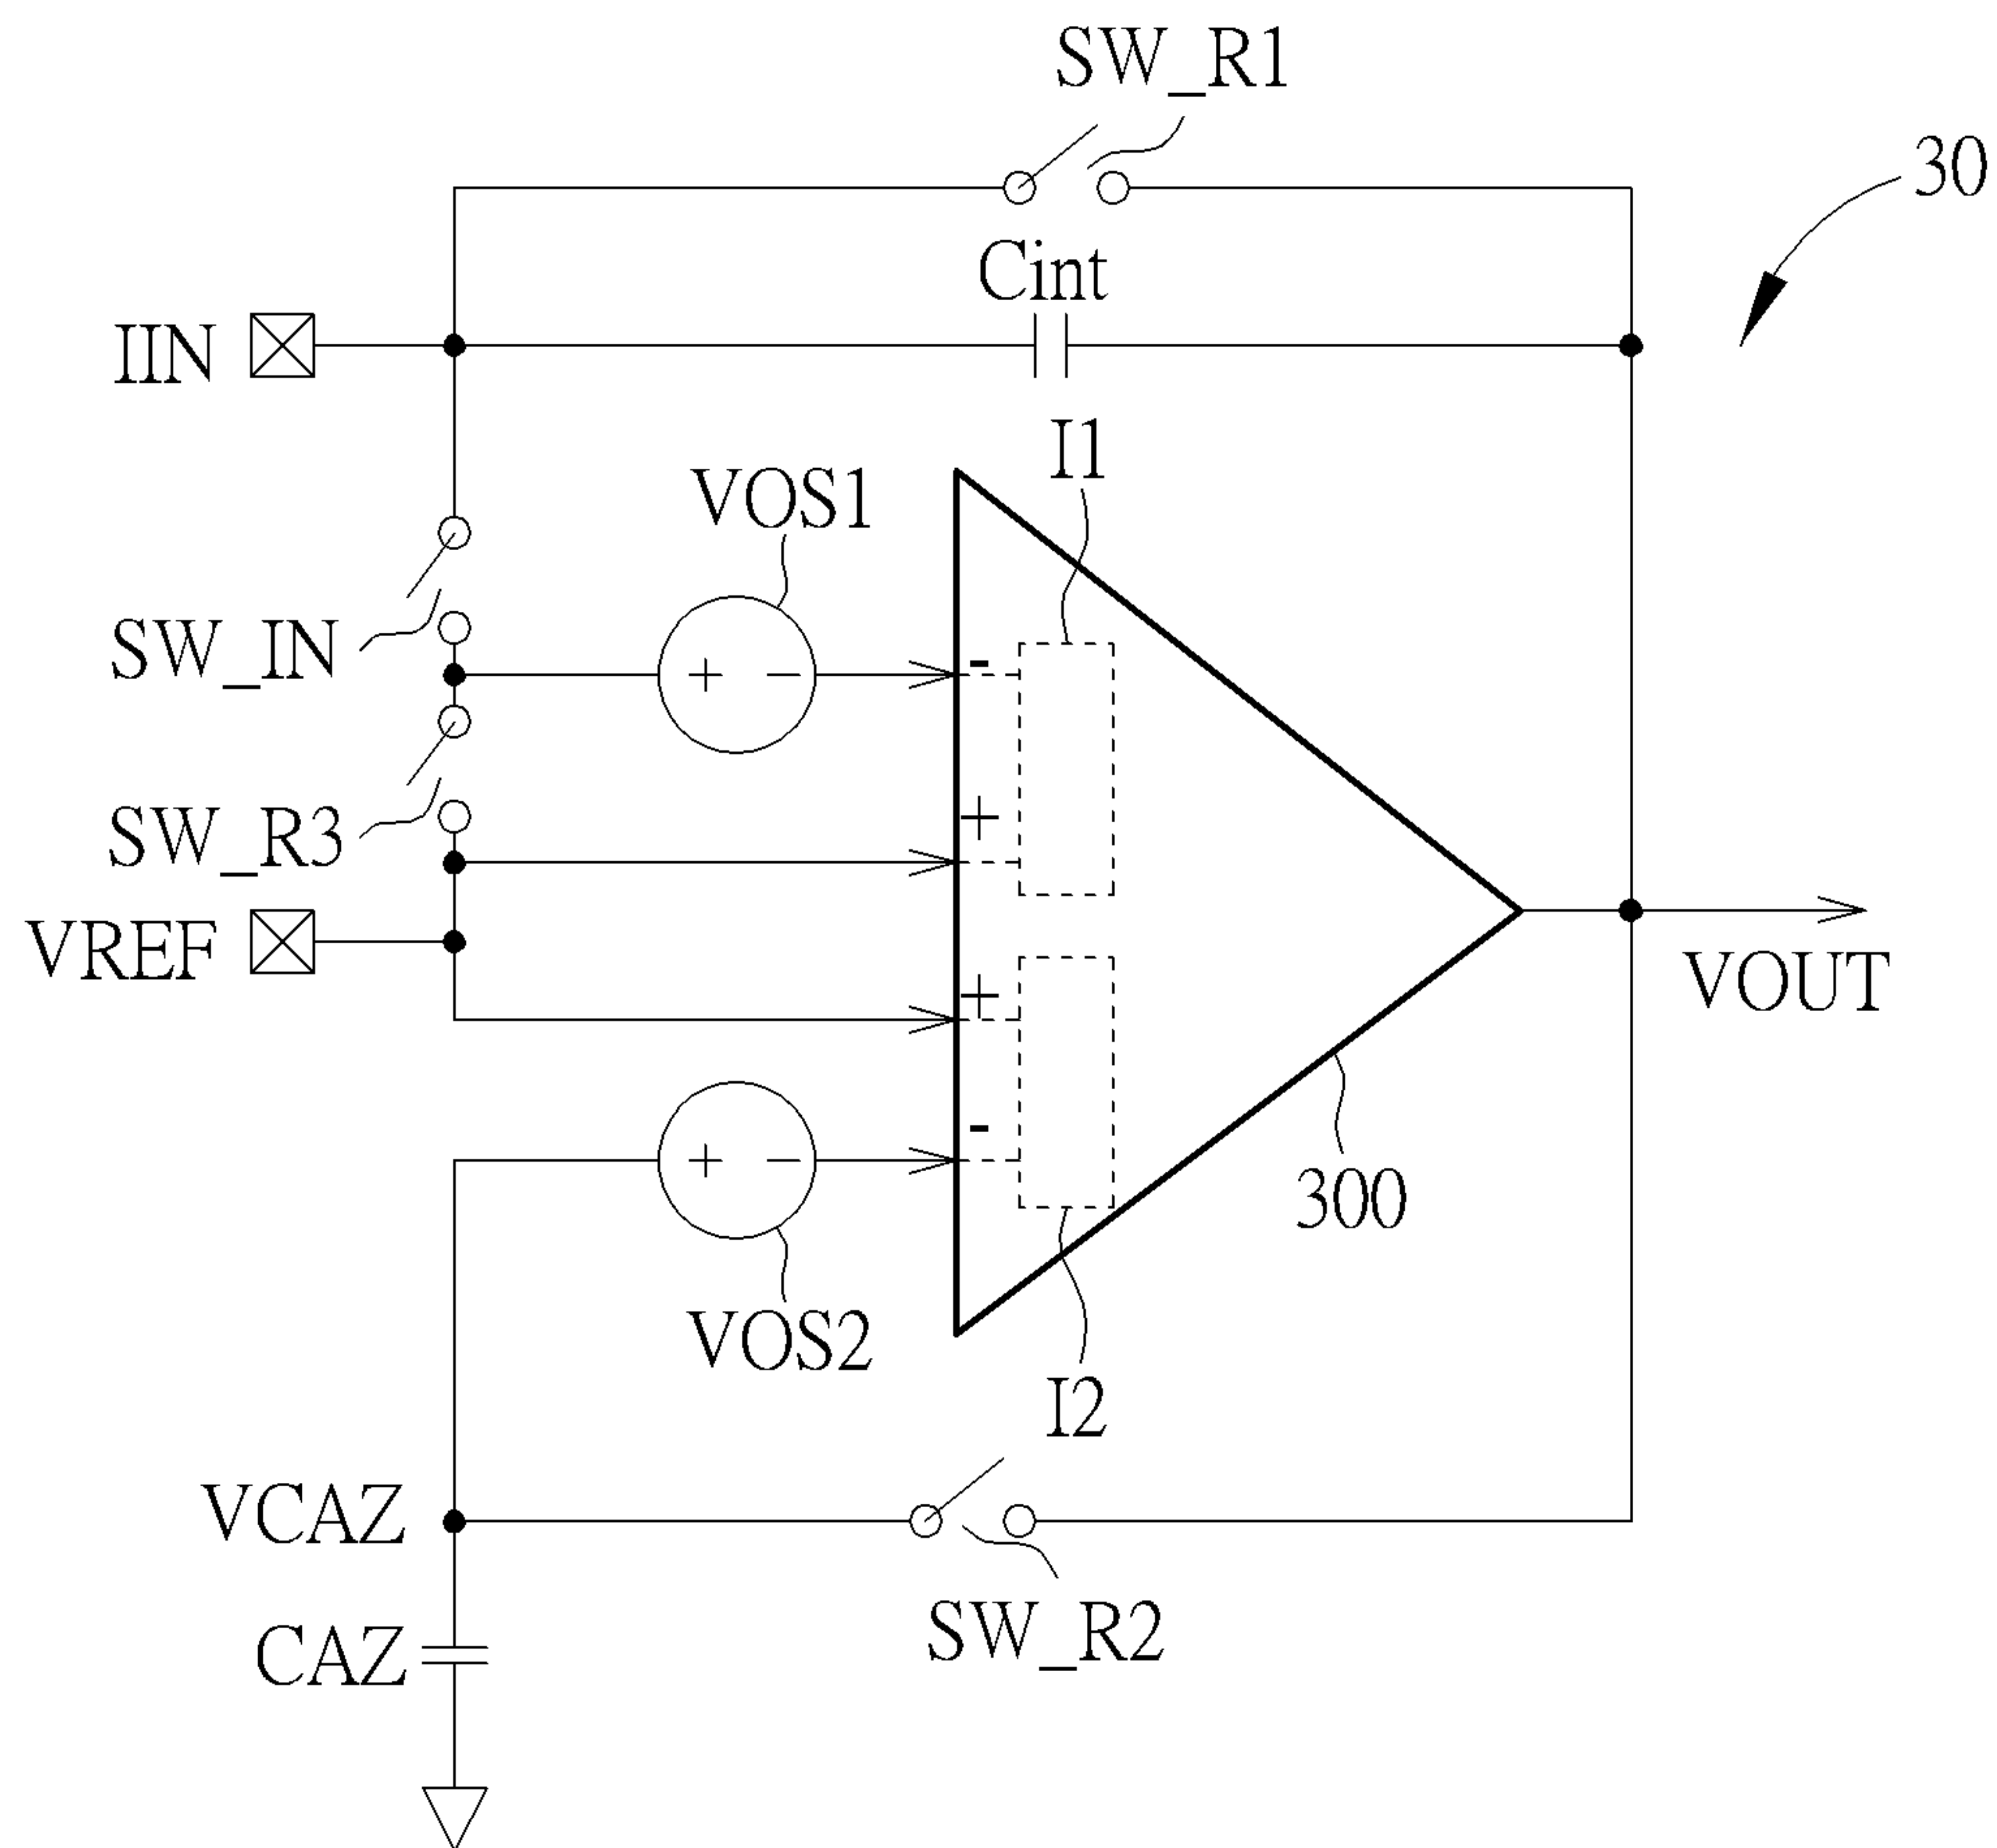 SW_R1
30
Cint
IIN
I1
VOS1
-
SW_IN
+ −
+
SW_R3
VREF
+
VOUT
-
+ −
300
VOS2
I2
VCAZ
SW_R2
CAZ